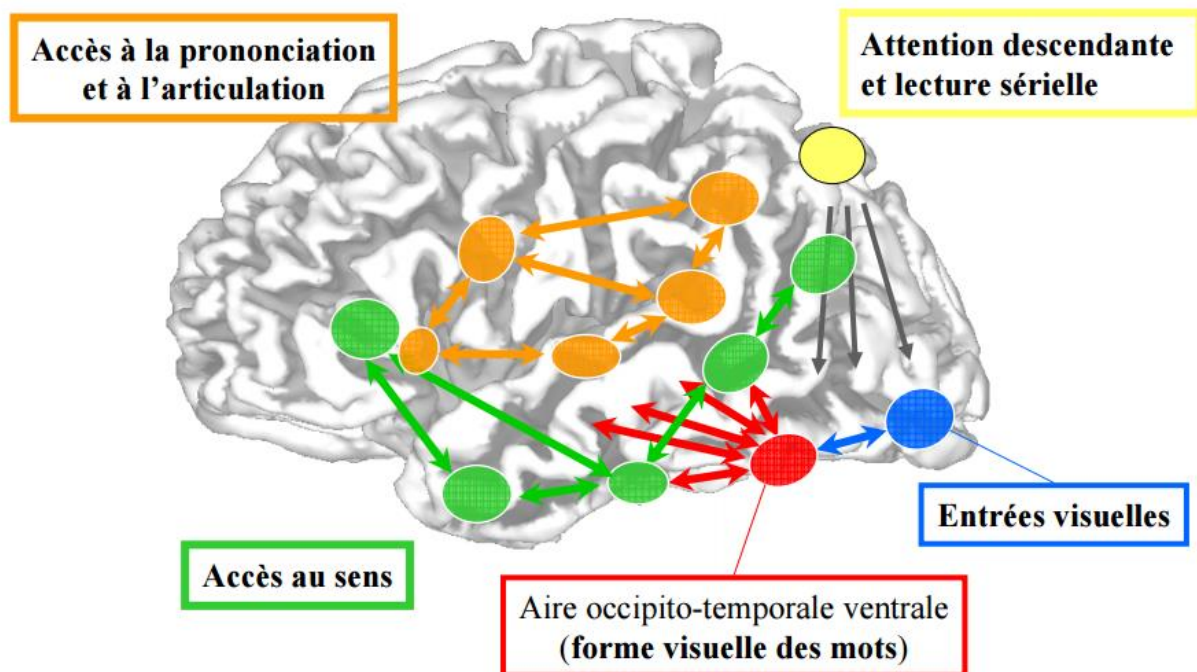 Accès à la prononciation
et à l'articulation
Attention descendante
et lecture sérielle
Entrées visuelles
Accès au sens
Aire occipito-temporale ventrale
(forme visuelle des mots)